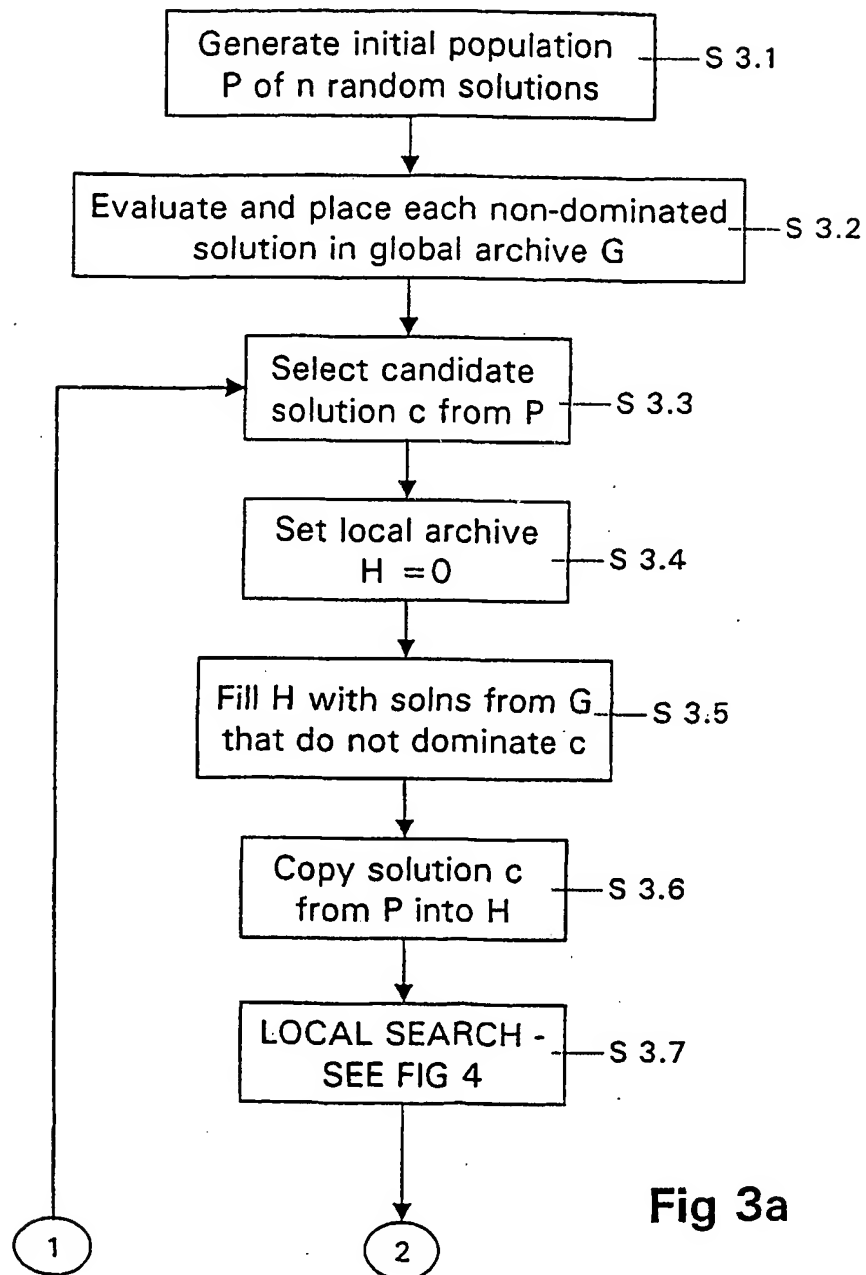 Generate initial population
P of n random solutions
S 3.1
Evaluate and place each non-dominated
solution in global archive G
S 3.2
Select candidate
solution c from P
S 3.3
Set local archive
H = 0
S 3.4
Fill H with solns from G
that do not dominate c
S 3.5
Copy solution c
from P into H
S 3.6
LOCAL SEARCH -
SEE FIG 4
S 3.7
1
2
Fig 3a